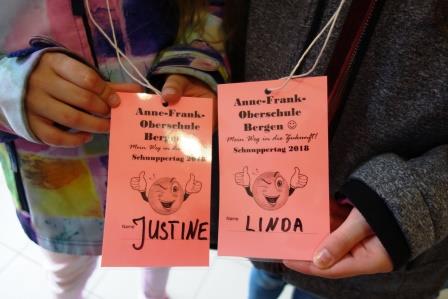 Anne-Frank-
Oberschule
Bergen
Mein Weg in die
Schnuppertag 2018
Name JUSTINE
Anne-Frank-
Oberschule
Bergen ☺
Mein Weg in die Zukunft!
Schnuppertag 2018
Name LINDA